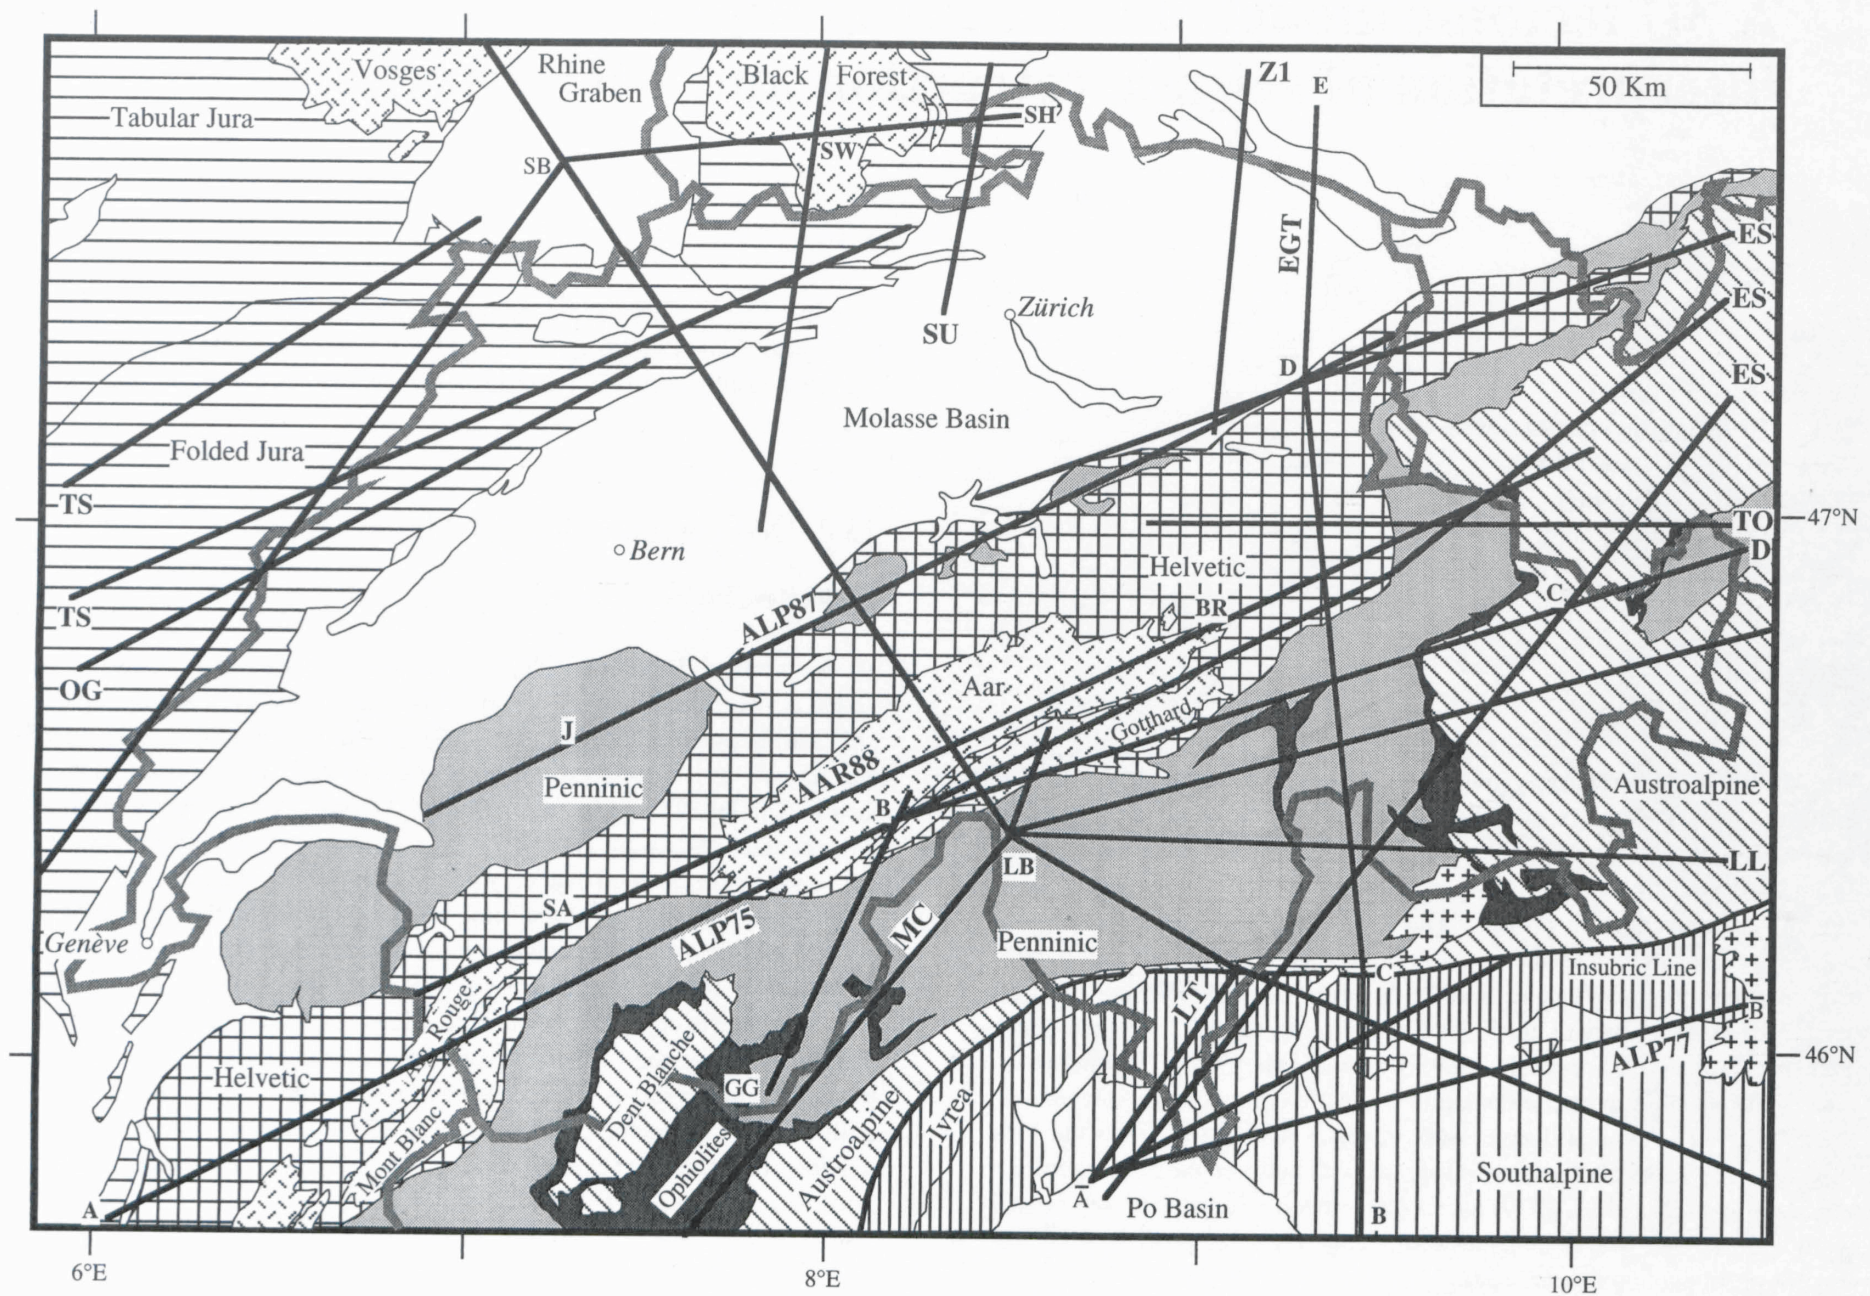 Vosges
Rhine
Graben
Black Forest
Z1
E
50 Km
Tabular Jura
SH
SB
SW
EGT
ES
ES
Zürich
SU
D
ES
Molasse Basin
Folded Jura
TS
TO
47°N
Bern
D
Helvetic
C
BR
ALP87
TS
OG
Aar
Gotthard
J
Penninic
AAR88
B
Austroalpine
LB
LL
SA
MC
ALP75
Genève
Penninic
Insubric Line
C
LT
Aig. Rouge
B
ALP77
46°N
Helvetic
GG
Dent Blanche
Ivrea
Mont Blanc
Ophiolites
Austroalpine
Southalpine
A
A
Po Basin
B
6°E
8°E
10°E